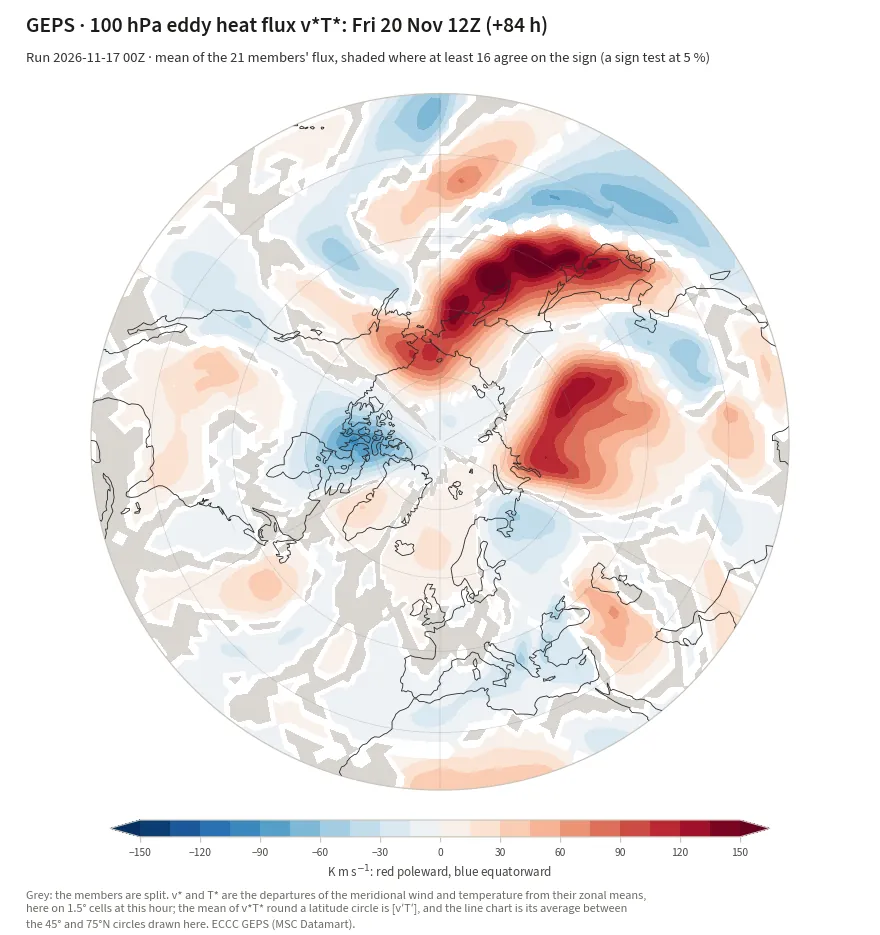 GEPS · 100 hPa eddy heat flux v*T*: Fri 20 Nov 12Z (+84 h)
Run 2026-11-17 00Z · mean of the 21 members' flux, shaded where at least 16 agree on the sign (a sign test at 5 %)
−150 −120 −90 −60 −30 0 30 60 90 120 150
K m s⁻¹: red poleward, blue equatorward
Grey: the members are split. v* and T* are the departures of the meridional wind and temperature from their zonal means,
here on 1.5° cells at this hour; the mean of v*T* round a latitude circle is [v'T'], and the line chart is its average between
the 45° and 75°N circles drawn here. ECCC GEPS (MSC Datamart).